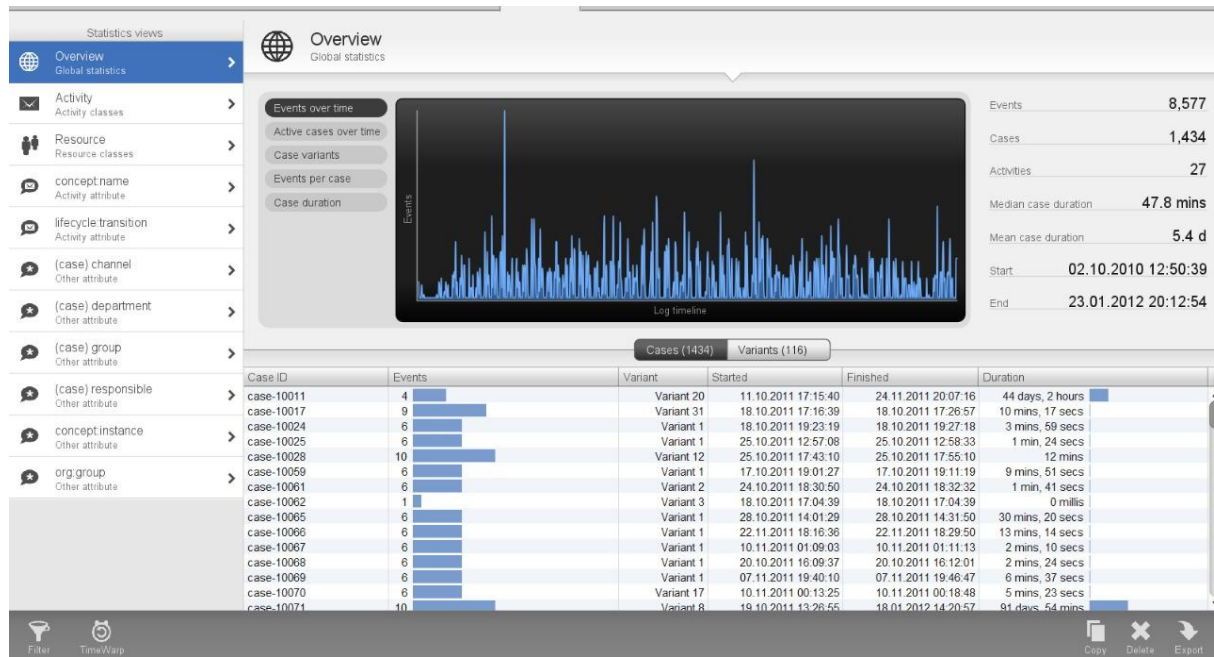 Statistics views
Overview
Global statistics
Activity
Activity classes
Resource
Resource classes
concept:name
Activity attribute
lifecycle:transition
Activity attribute
(case) channel
Other attribute
(case) department
Other attribute
(case) group
Other attribute
(case) responsible
Other attribute
concept:instance
Other attribute
org:group
Other attribute
Overview
Global statistics
Events over time
Active cases over time
Case variants
Events per case
Case duration
Events
Log timeline
Events 8,577
Cases 1,434
Activities 27
Median case duration 47.8 mins
Mean case duration 5.4 d
Start 02.10.2010 12:50:39
End 23.01.2012 20:12:54
Cases (1434) Variants (116)
Case ID Events Variant Started Finished Duration
case-10011 4 Variant 20 11.10.2011 17:15:40 24.11.2011 20:07:16 44 days, 2 hours
case-10017 9 Variant 31 18.10.2011 17:16:39 18.10.2011 17:26:57 10 mins, 17 secs
case-10024 6 Variant 1 18.10.2011 19:23:19 18.10.2011 19:27:18 3 mins, 59 secs
case-10025 6 Variant 1 25.10.2011 12:57:08 25.10.2011 12:58:33 1 min, 24 secs
case-10028 10 Variant 12 25.10.2011 17:43:10 25.10.2011 17:55:10 12 mins
case-10059 6 Variant 1 17.10.2011 19:01:27 17.10.2011 19:11:19 9 mins, 51 secs
case-10061 6 Variant 2 24.10.2011 18:30:50 24.10.2011 18:32:32 1 min, 41 secs
case-10062 1 Variant 3 18.10.2011 17:04:39 18.10.2011 17:04:39 0 millis
case-10065 6 Variant 1 28.10.2011 14:01:29 28.10.2011 14:31:50 30 mins, 20 secs
case-10066 6 Variant 1 22.11.2011 18:16:36 22.11.2011 18:29:50 13 mins, 14 secs
case-10067 6 Variant 1 10.11.2011 01:09:03 10.11.2011 01:11:13 2 mins, 10 secs
case-10068 6 Variant 1 20.10.2011 16:09:37 20.10.2011 16:12:01 2 mins, 24 secs
case-10069 6 Variant 1 07.11.2011 19:40:10 07.11.2011 19:46:47 6 mins, 37 secs
case-10070 6 Variant 17 10.11.2011 00:13:25 10.11.2011 00:18:48 5 mins, 23 secs
case-10071 10 Variant 8 19.10.2011 13:26:55 18.01.2012 14:20:57 91 days, 54 mins
Filter TimeWarp Copy Delete Export